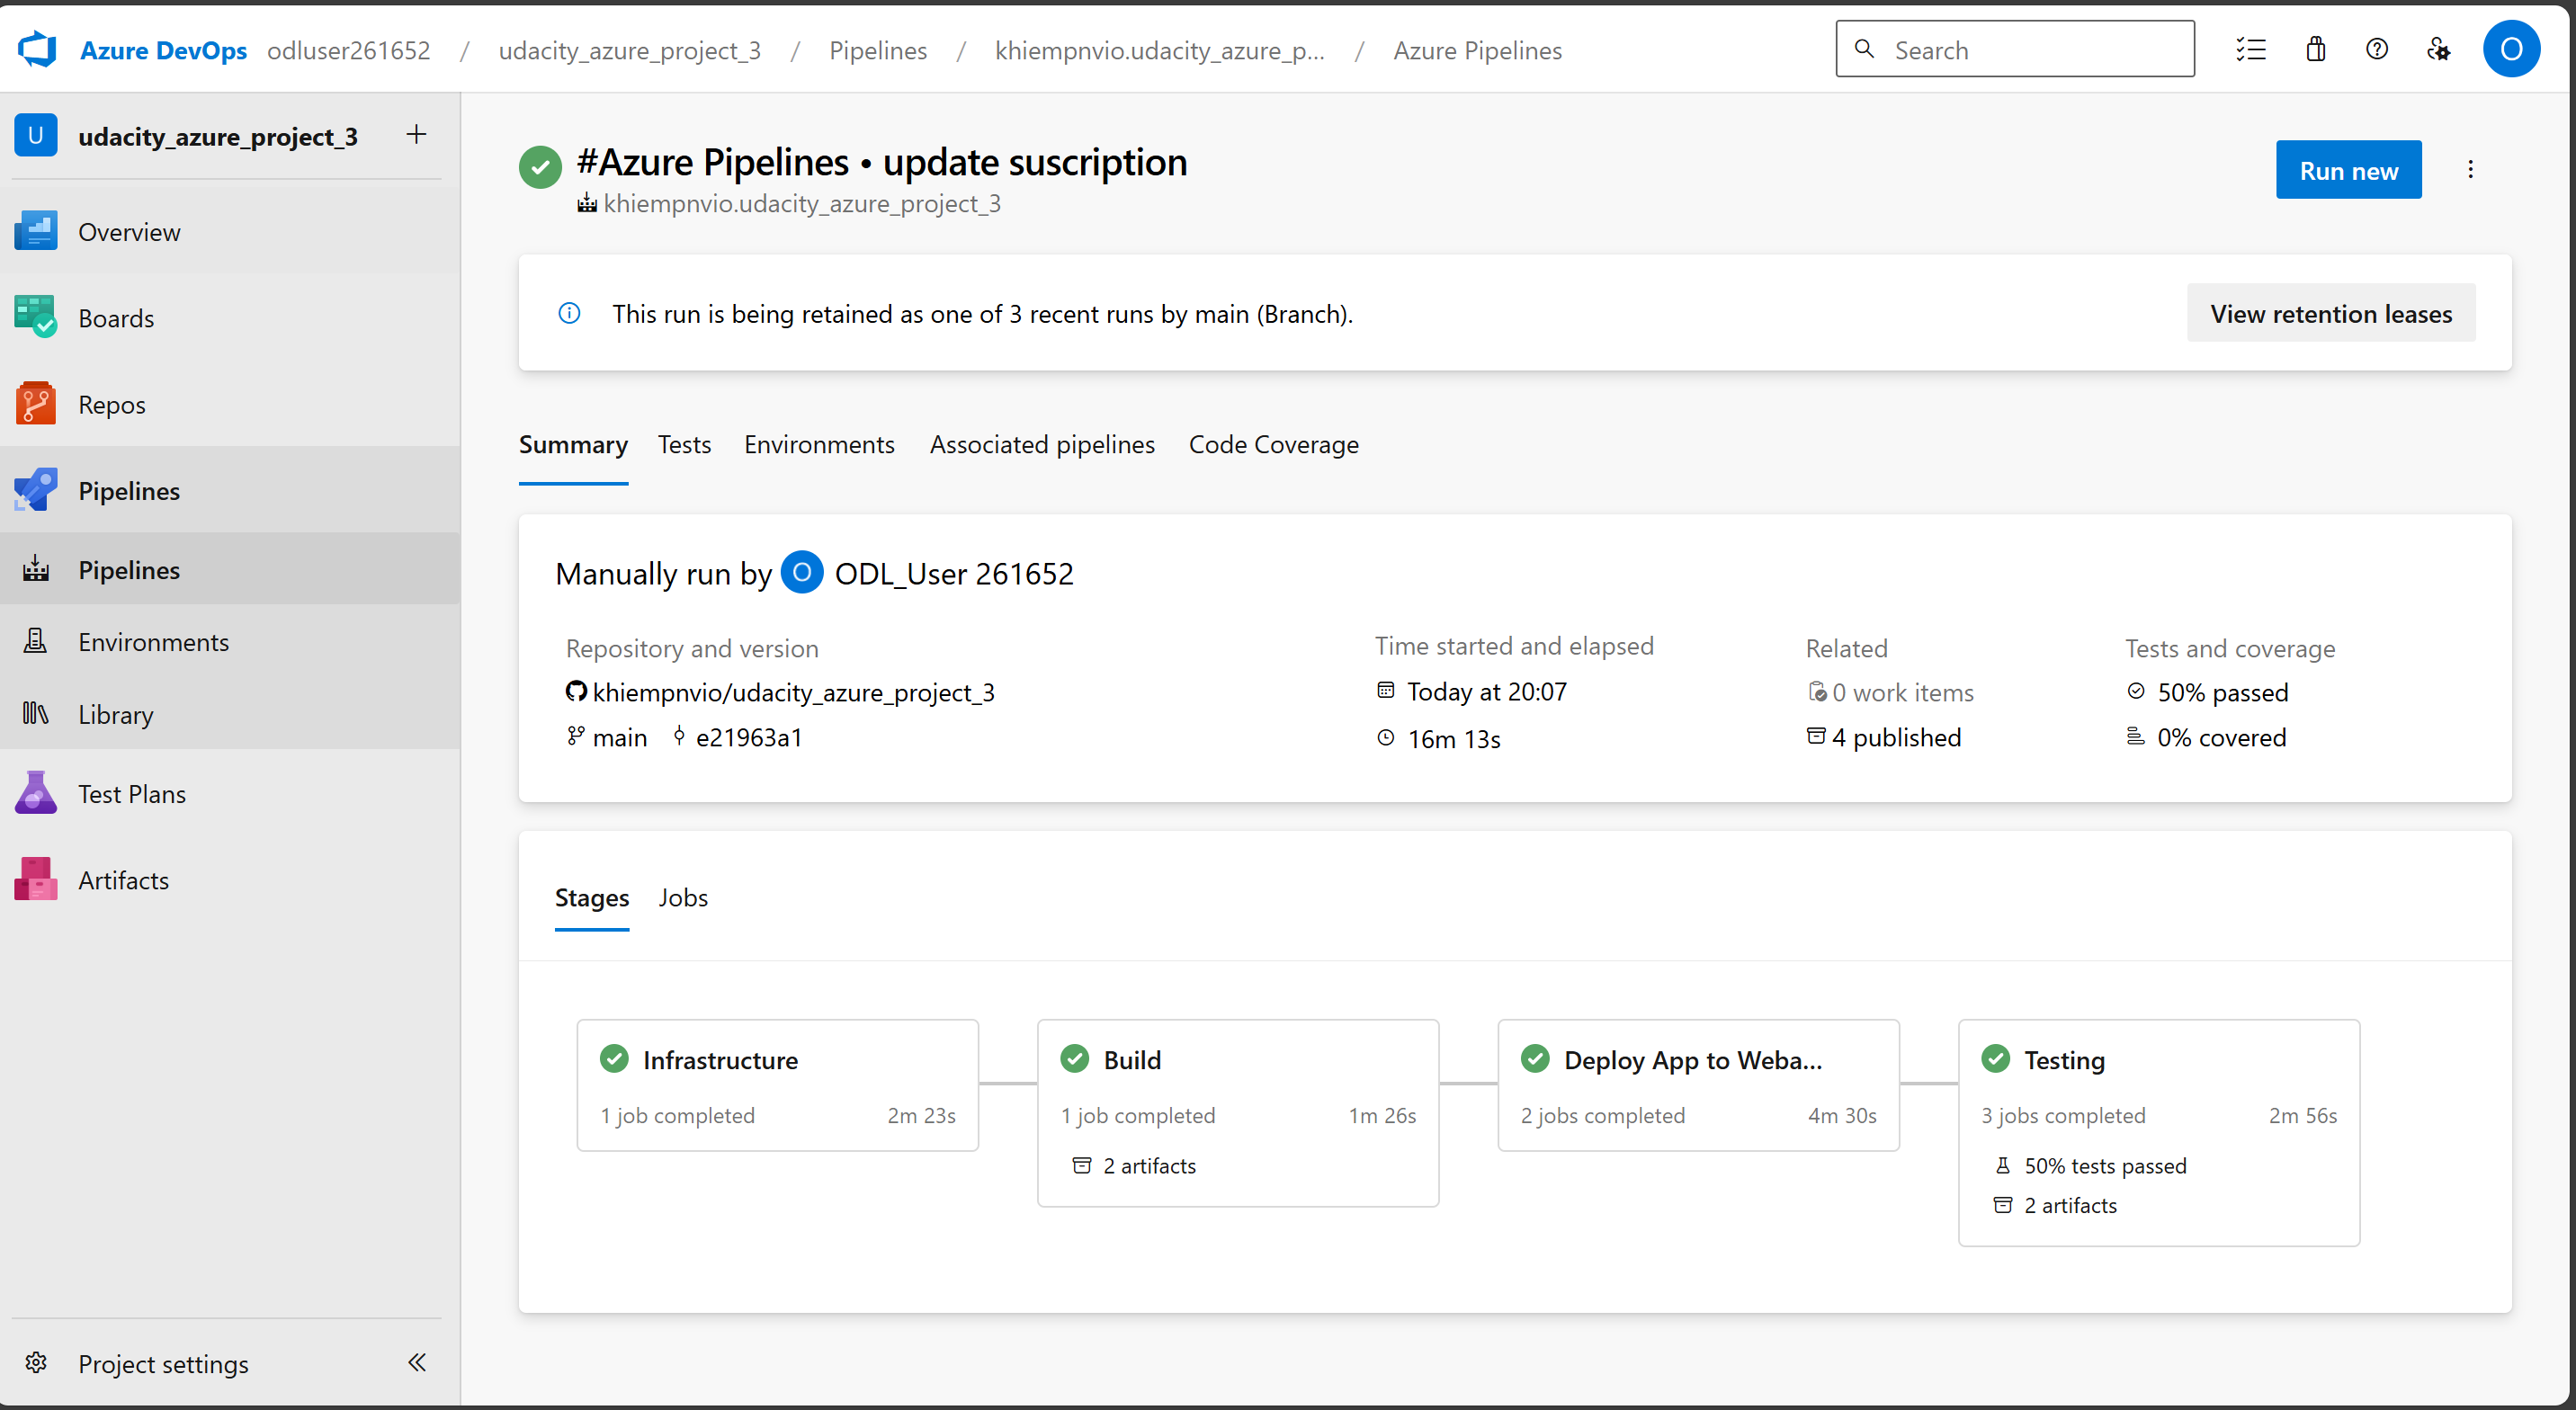 Azure DevOps odluser261652 / udacity_azure_project_3 / Pipelines / khiempnvio.udacity_azure_p... / Azure Pipelines
Search
O
U udacity_azure_project_3
Overview
Boards
Repos
Pipelines
Pipelines
Environments
Library
Test Plans
Artifacts
Project settings
#Azure Pipelines • update suscription
khiempnvio.udacity_azure_project_3
Run new
This run is being retained as one of 3 recent runs by main (Branch).
View retention leases
Summary Tests Environments Associated pipelines Code Coverage
Manually run by O ODL_User 261652
Repository and version
khiempnvio/udacity_azure_project_3
main e21963a1
Time started and elapsed
Today at 20:07
16m 13s
Related
0 work items
4 published
Tests and coverage
50% passed
0% covered
Stages Jobs
Infrastructure
1 job completed 2m 23s
Build
1 job completed 1m 26s
2 artifacts
Deploy App to Weba...
2 jobs completed 4m 30s
Testing
3 jobs completed 2m 56s
50% tests passed
2 artifacts